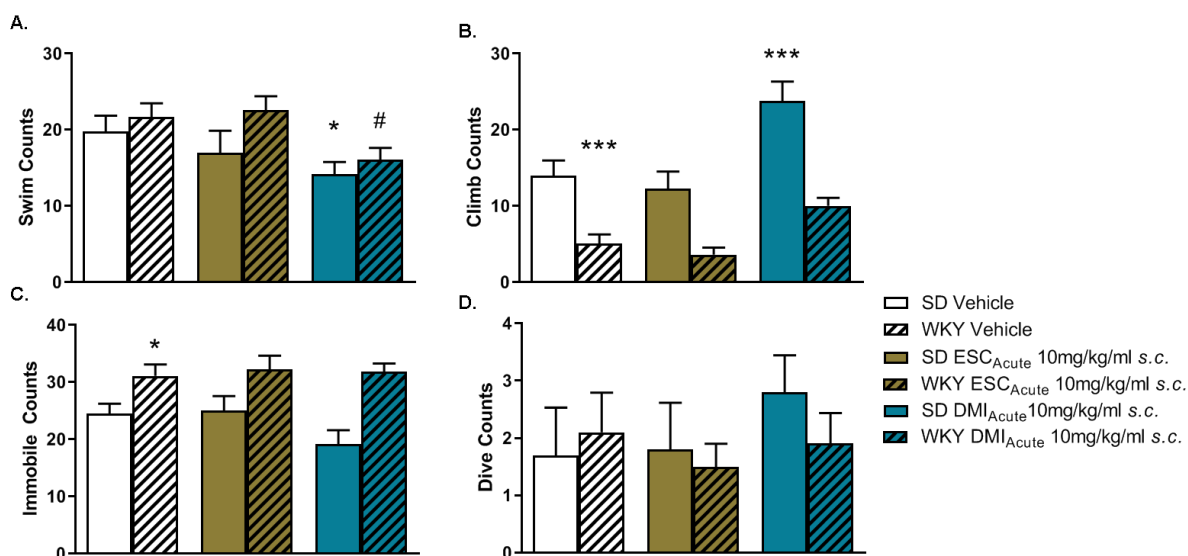 A.
Swim Counts
30
20
10
0
*
#
B.
Climb Counts
30
20
10
0
***
***
C.
Immobile Counts
40
30
20
10
0
*
D.
Dive Counts
4
3
2
1
0
SD Vehicle
WKY Vehicle
SD ESCAcute 10mg/kg/ml s.c.
WKY ESCAcute 10mg/kg/ml s.c.
SD DMIAcute10mg/kg/ml s.c.
WKY DMIAcute 10mg/kg/ml s.c.